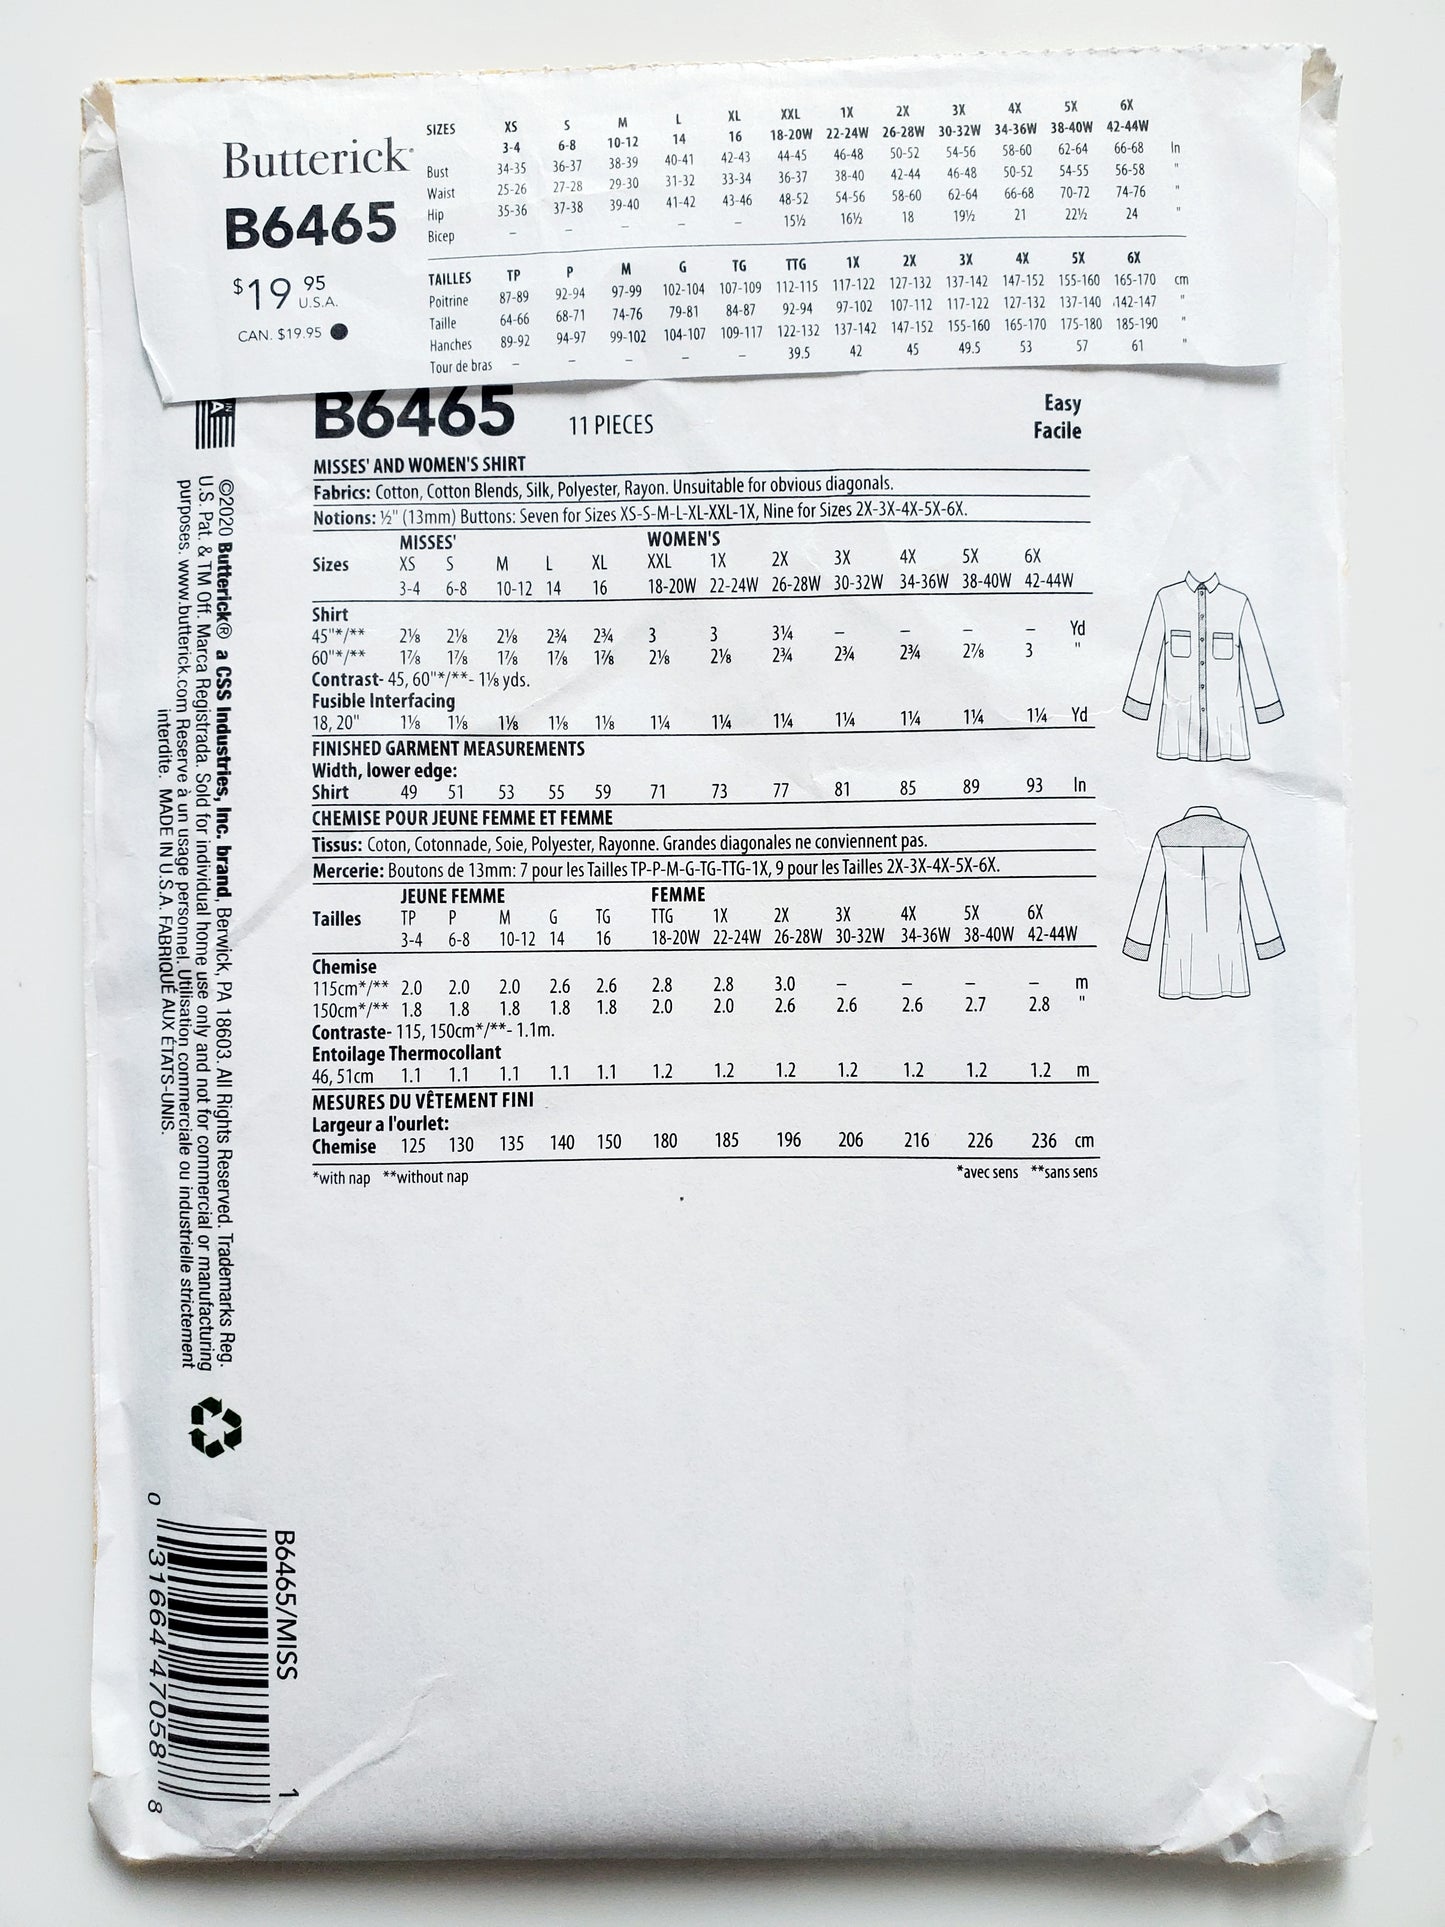 Butterick®
B6465
$19 95
U.S.A.
CAN. $19.95
SIZES XS S M L XL XXL 1X 2X 3X 4X 5X 6X
3-4 6-8 10-12 14 16 18-20W 22-24W 26-28W 30-32W 34-36W 38-40W 42-44W
Bust 34-35 36-37 38-39 40-41 42-43 44-45 46-48 50-52 54-56 58-60 62-64 66-68 In
Waist 25-26 27-28 29-30 31-32 33-34 36-37 38-40 42-44 46-48 50-52 54-55 56-58 "
Hip 35-36 37-38 39-40 41-42 43-46 48-52 54-56 58-60 62-64 66-68 70-72 74-76 "
Bicep – – – – – 15½ 16½ 18 19½ 21 22½ 24 "
TAILLES TP P M G TG TTG 1X 2X 3X 4X 5X 6X
Poitrine 87-89 92-94 97-99 102-104 107-109 112-115 117-122 127-132 137-142 147-152 155-160 165-170 cm
Taille 64-66 68-71 74-76 79-81 84-87 92-94 97-102 107-112 117-122 127-132 137-140 142-147 "
Hanches 89-92 94-97 99-102 104-107 109-117 122-132 137-142 147-152 155-160 165-170 175-180 185-190 "
Tour de bras – – – – – 39.5 42 45 49.5 53 57 61 "
B6465 11 PIECES
Easy
Facile
MISSES' AND WOMEN'S SHIRT
Fabrics: Cotton, Cotton Blends, Silk, Polyester, Rayon. Unsuitable for obvious diagonals.
Notions: ½" (13mm) Buttons: Seven for Sizes XS-S-M-L-XL-XXL-1X, Nine for Sizes 2X-3X-4X-5X-6X.
MISSES' WOMEN'S
Sizes XS S M L XL XXL 1X 2X 3X 4X 5X 6X
3-4 6-8 10-12 14 16 18-20W 22-24W 26-28W 30-32W 34-36W 38-40W 42-44W
Shirt
45"*/** 2⅛ 2⅛ 2⅛ 2¾ 2¾ 3 3 3¼ – – – – Yd
60"*/** 1⅞ 1⅞ 1⅞ 1⅞ 1⅞ 2⅛ 2⅛ 2¾ 2¾ 2¾ 2⅞ 3 "
Contrast- 45, 60"*/**- 1⅛ yds.
Fusible Interfacing
18, 20" 1⅛ 1⅛ 1⅛ 1⅛ 1⅛ 1¼ 1¼ 1¼ 1¼ 1¼ 1¼ 1¼ Yd
FINISHED GARMENT MEASUREMENTS
Width, lower edge:
Shirt 49 51 53 55 59 71 73 77 81 85 89 93 In
CHEMISE POUR JEUNE FEMME ET FEMME
Tissus: Coton, Cotonnade, Soie, Polyester, Rayonne. Grandes diagonales ne conviennent pas.
Mercerie: Boutons de 13mm: 7 pour les Tailles TP-P-M-G-TG-TTG-1X, 9 pour les Tailles 2X-3X-4X-5X-6X.
JEUNE FEMME FEMME
Tailles TP P M G TG TTG 1X 2X 3X 4X 5X 6X
3-4 6-8 10-12 14 16 18-20W 22-24W 26-28W 30-32W 34-36W 38-40W 42-44W
Chemise
115cm*/** 2.0 2.0 2.0 2.6 2.6 2.8 2.8 3.0 – – – – m
150cm*/** 1.8 1.8 1.8 1.8 1.8 2.0 2.0 2.6 2.6 2.6 2.7 2.8 "
Contraste- 115, 150cm*/**- 1.1m.
Entoilage Thermocollant
46, 51cm 1.1 1.1 1.1 1.1 1.1 1.2 1.2 1.2 1.2 1.2 1.2 1.2 m
MESURES DU VÊTEMENT FINI
Largeur a l'ourlet:
Chemise 125 130 135 140 150 180 185 196 206 216 226 236 cm
*with nap **without nap *avec sens **sans sens
©2020 Butterick® a CSS Industries, Inc. brand, Berwick, PA 18603. All Rights Reserved. Trademarks Reg.
U.S. Pat. & TM Off. Marca Registrada. Sold for individual home use only and not for commercial or manufacturing
purposes. www.butterick.com Reservé à un usage personnel. Utilisation commerciale ou industrielle strictement
interdite. MADE IN U.S.A. FABRIQUÉ AUX ÉTATS-UNIS.
B6465/MISS 1
0 31664 47058 8